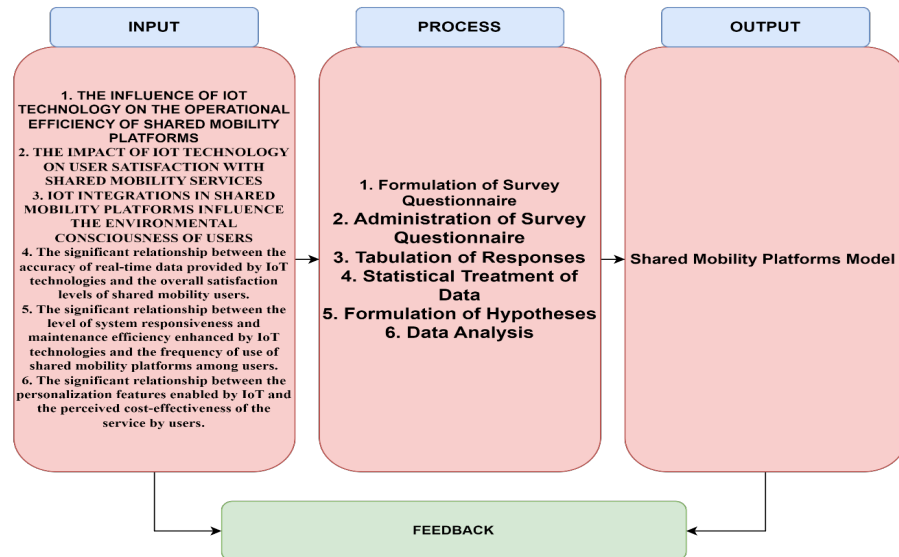 INPUT
PROCESS
OUTPUT
1. THE INFLUENCE OF IOT
TECHNOLOGY ON THE OPERATIONAL
EFFICIENCY OF SHARED MOBILITY
PLATFORMS
2. THE IMPACT OF IOT TECHNOLOGY
ON USER SATISFACTION WITH
SHARED MOBILITY SERVICES
3. IOT INTEGRATIONS IN SHARED
MOBILITY PLATFORMS INFLUENCE
THE ENVIRONMENTAL
CONSCIOUSNESS OF USERS
4. The significant relationship between the
accuracy of real-time data provided by IoT
technologies and the overall satisfaction
levels of shared mobility users.
5. The significant relationship between the
level of system responsiveness and
maintenance efficiency enhanced by IoT
technologies and the frequency of use of
shared mobility platforms among users.
6. The significant relationship between the
personalization features enabled by IoT and
the perceived cost-effectiveness of the
service by users.
1. Formulation of Survey
Questionnaire
2. Administration of Survey
Questionnaire
3. Tabulation of Responses
4. Statistical Treatment of
Data
5. Formulation of Hypotheses
6. Data Analysis
Shared Mobility Platforms Model
FEEDBACK